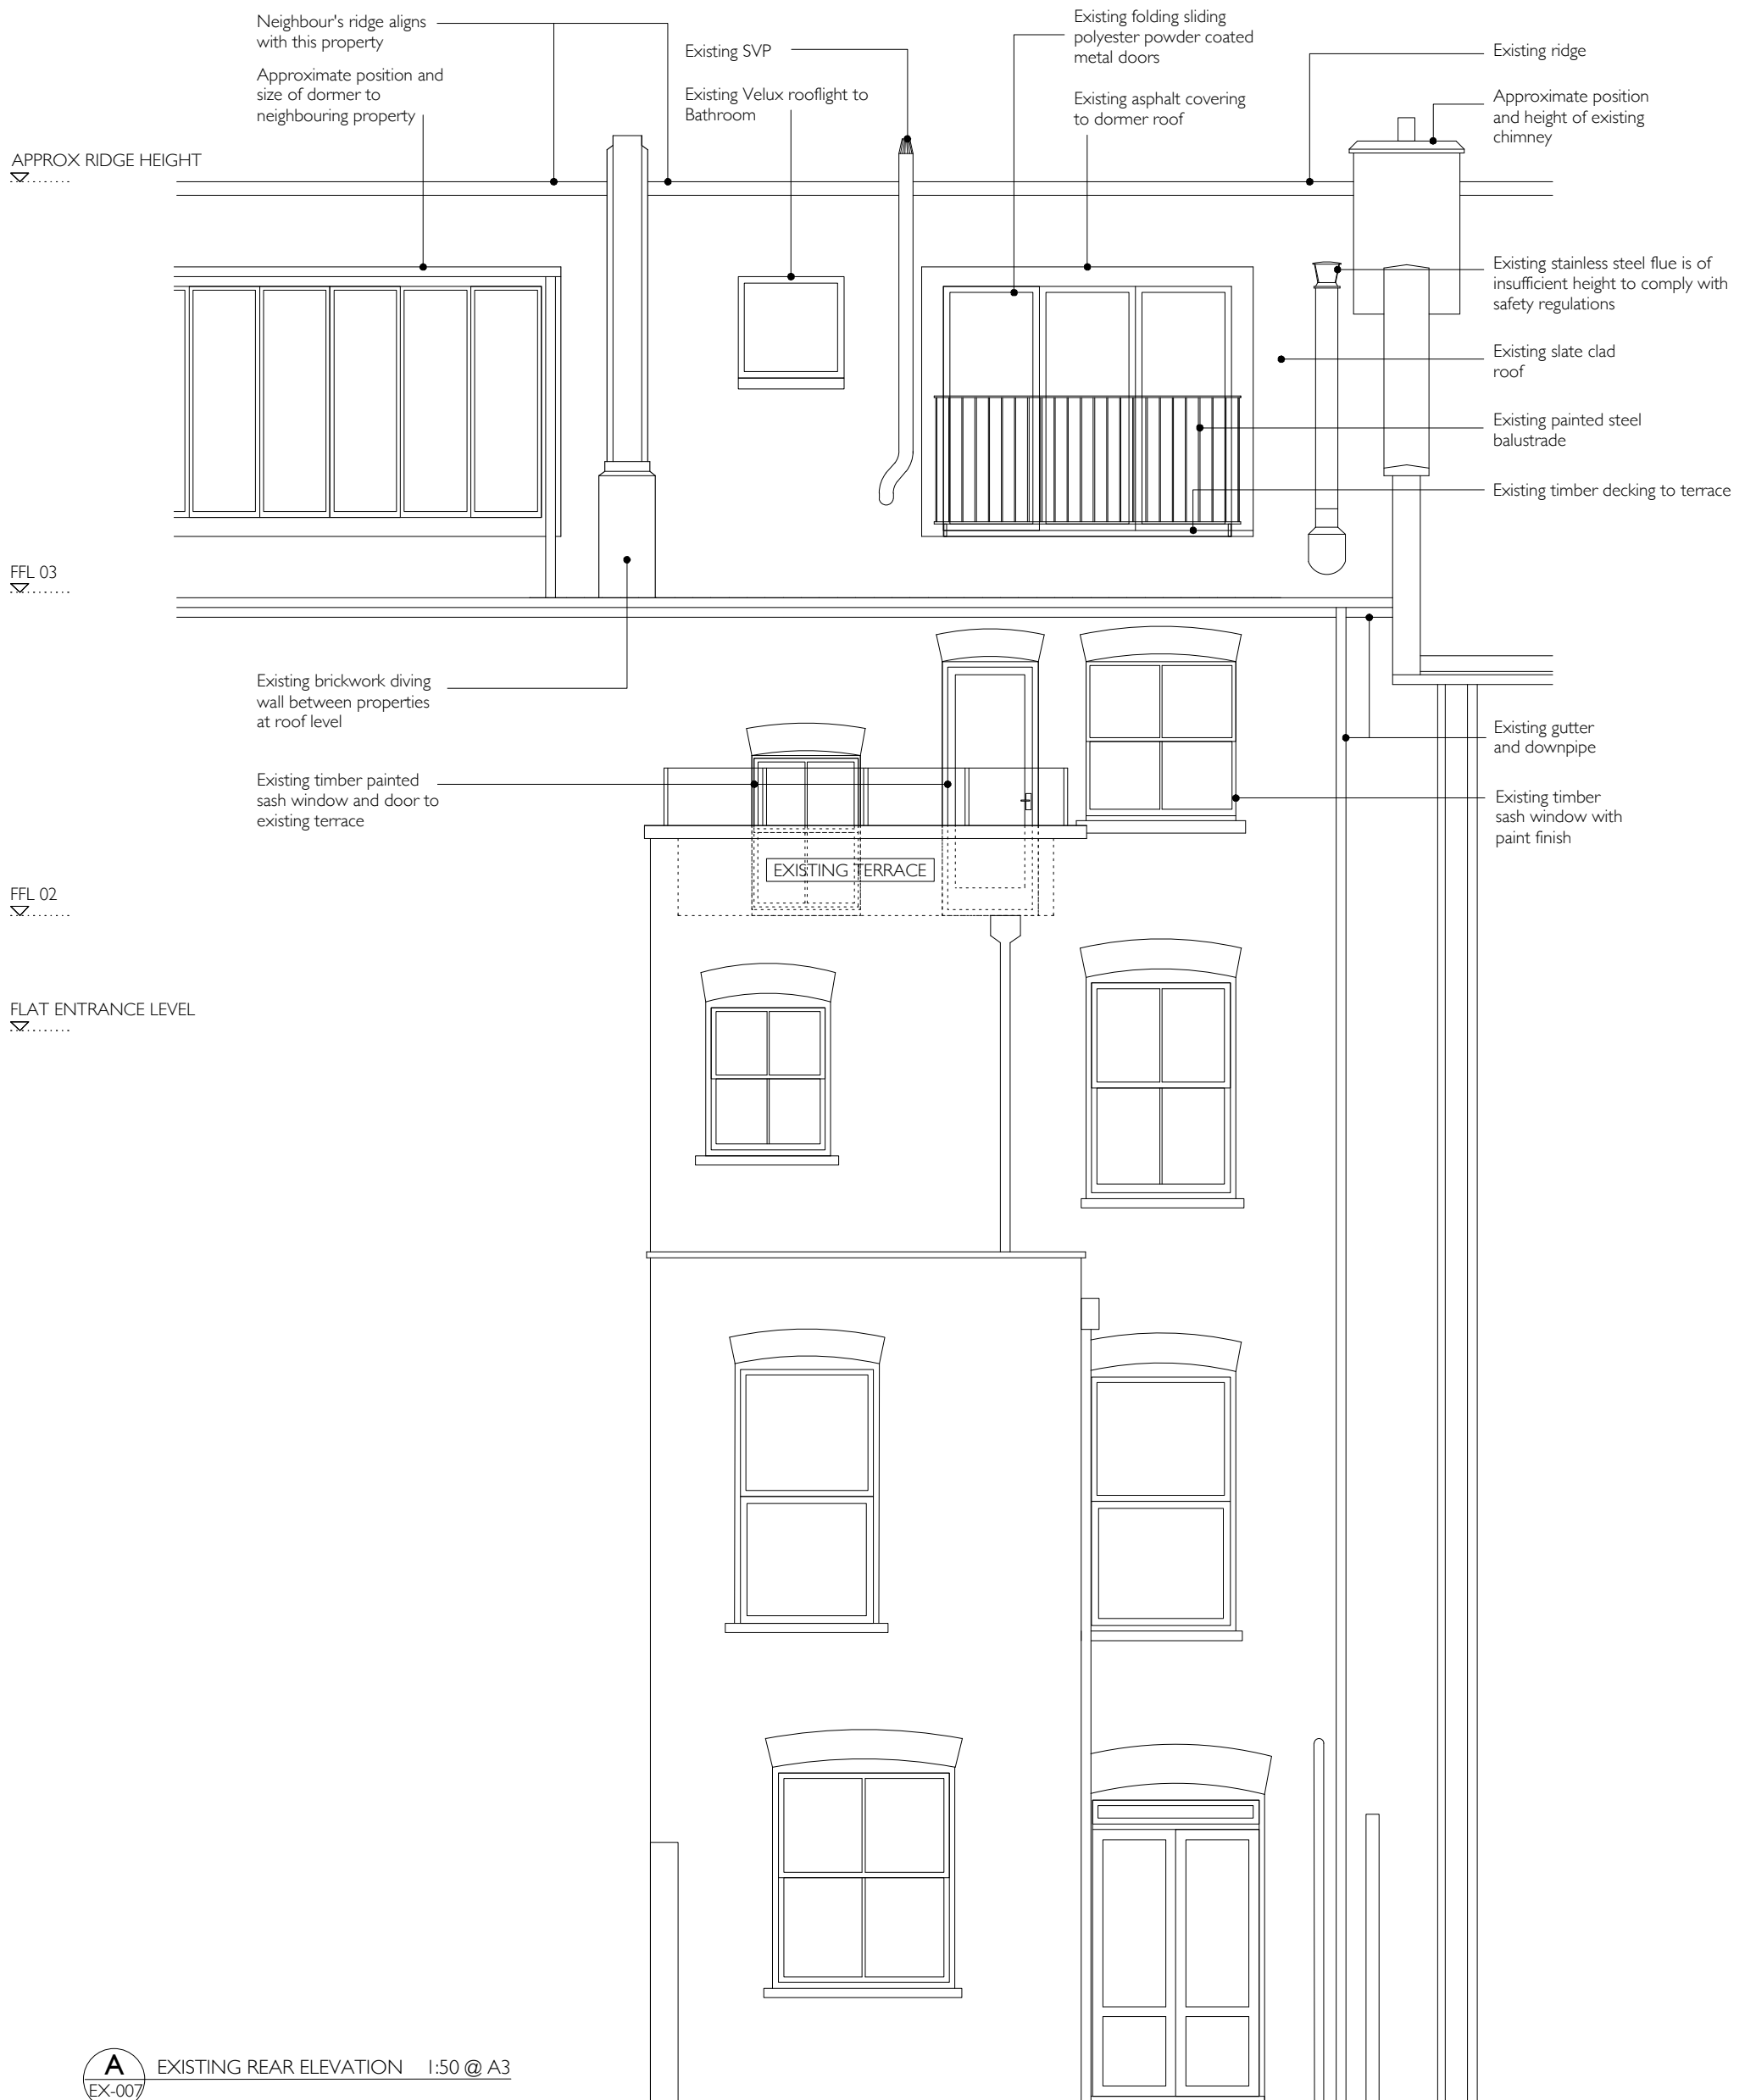 Neighbour's ridge aligns
with this property
Approximate position and
size of dormer to
neighbouring property
Existing SVP
Existing Velux rooflight to
Bathroom
Existing folding sliding
polyester powder coated
metal doors
Existing asphalt covering
to dormer roof
Existing ridge
Approximate position
and height of existing
chimney
APPROX RIDGE HEIGHT
Existing stainless steel flue is of
insufficient height to comply with
safety regulations
Existing slate clad
roof
Existing painted steel
balustrade
Existing timber decking to terrace
FFL 03
Existing brickwork diving
wall between properties
at roof level
Existing gutter
and downpipe
Existing timber painted
sash window and door to
existing terrace
Existing timber
sash window with
paint finish
EXISTING TERRACE
FFL 02
FLAT ENTRANCE LEVEL
A
EXISTING REAR ELEVATION 1:50 @ A3
EX-007